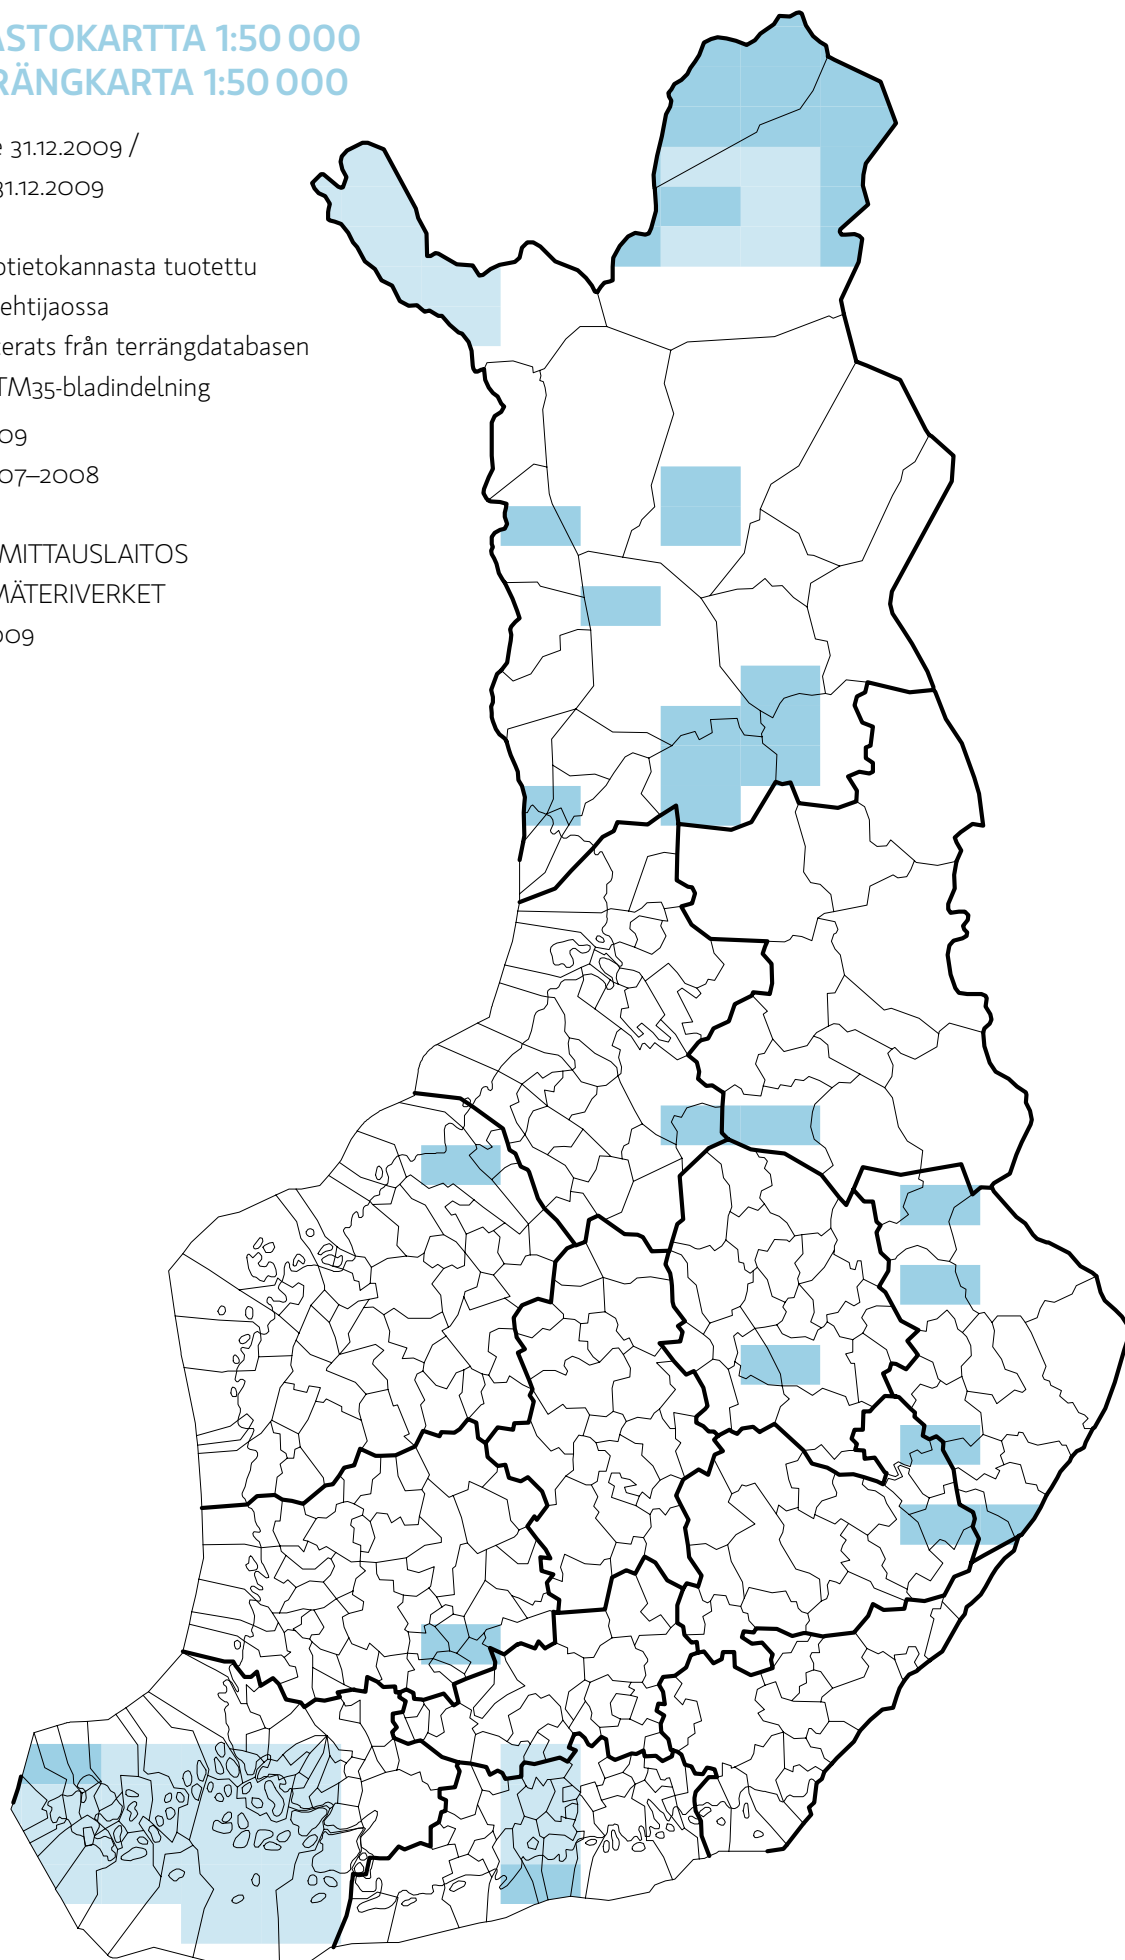 ASTOKARTTA 1:50 000
RÄNGKARTA 1:50 000
e 31.12.2009 /
31.12.2009
otietokannasta tuotettu
ehtijaossa
terats från terrängdatabasen
TM35-bladindelning
09
07–2008
MITTAUSLAITOS
MÄTERIVERKET
009